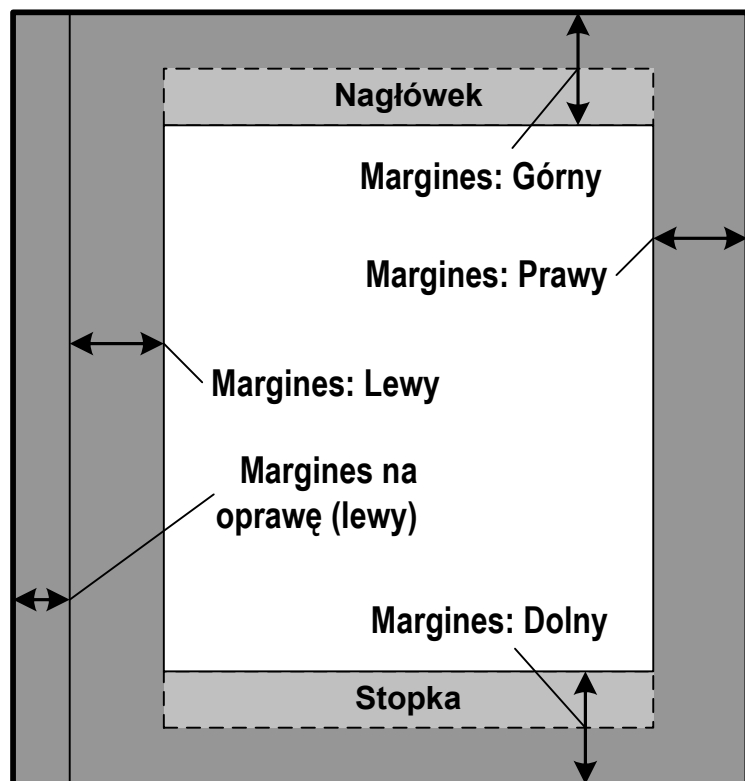 Nagłówek
Margines: Górny
Margines: Prawy
Margines: Lewy
Margines na
oprawę (lewy)
Margines: Dolny
Stopka